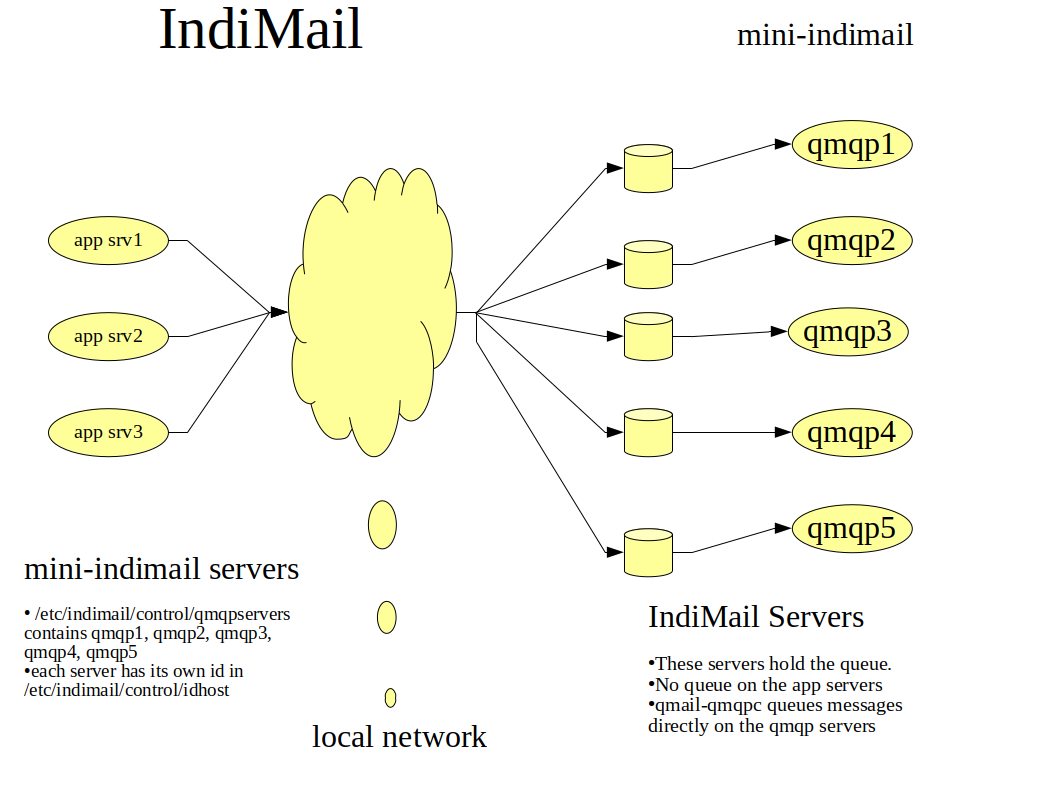 IndiMail
mini-indimail
qmqp1
qmqp2
qmqp3
qmqp4
qmqp5
app srv1
app srv2
app srv3
mini-indimail servers
• /etc/indimail/control/qmqpservers
contains qmqp1, qmqp2, qmqp3,
qmqp4, qmqp5
•each server has its own id in
/etc/indimail/control/idhost
local network
IndiMail Servers
•These servers hold the queue.
•No queue on the app servers
•qmail-qmqpc queues messages
directly on the qmqp servers